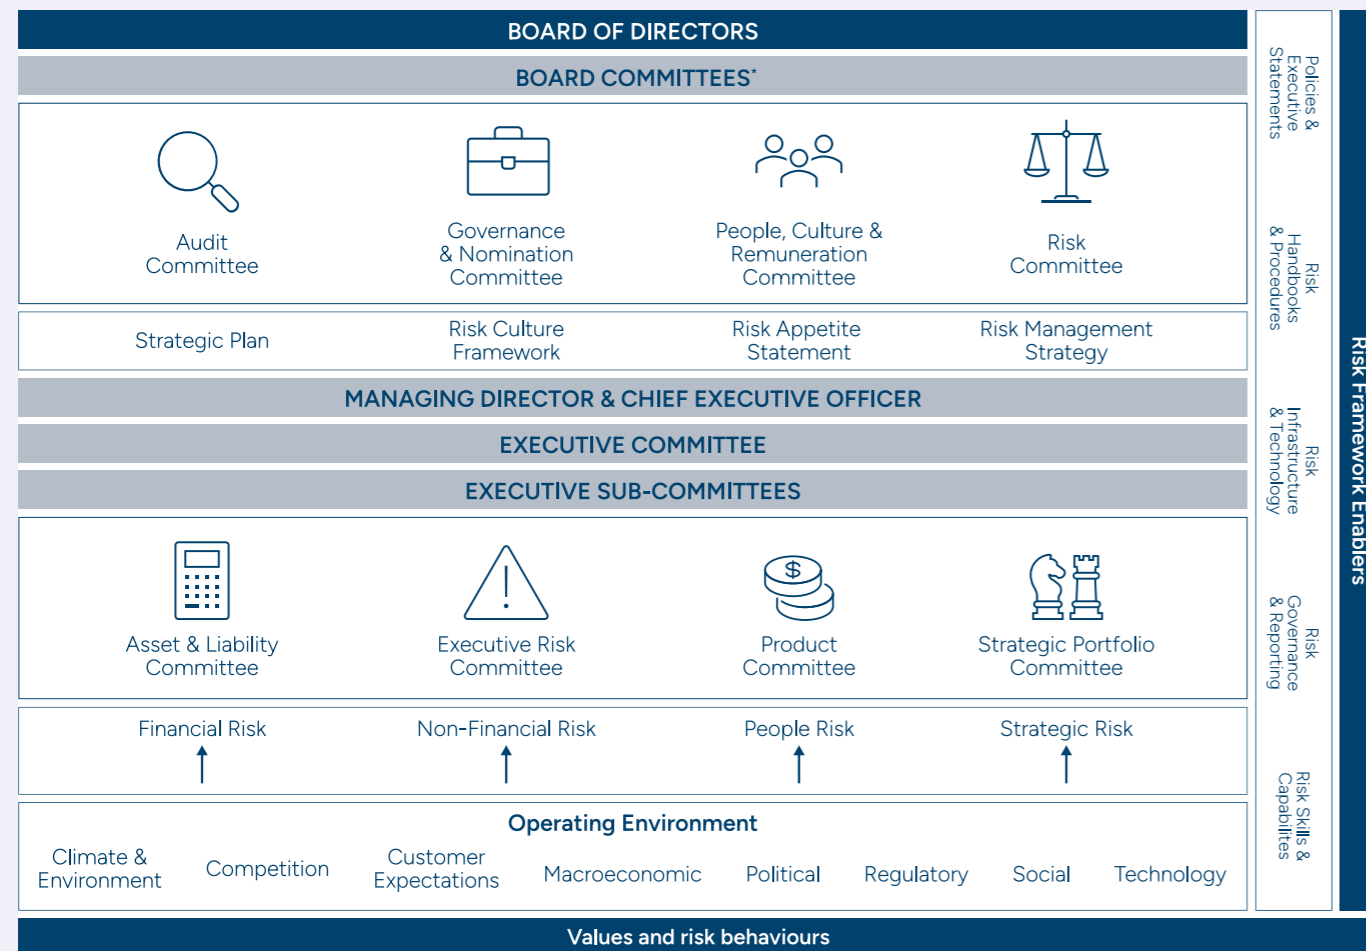 BOARD OF DIRECTORS
BOARD COMMITTEES*
Audit
Committee
Governance
& Nomination
Committee
People, Culture &
Remuneration
Committee
Risk
Committee
Strategic Plan
Risk Culture
Framework
Risk Appetite
Statement
Risk Management
Strategy
MANAGING DIRECTOR & CHIEF EXECUTIVE OFFICER
EXECUTIVE COMMITTEE
EXECUTIVE SUB-COMMITTEES
$
Asset & Liability
Committee
Executive Risk
Committee
Product
Committee
Strategic Portfolio
Committee
Financial Risk
Non-Financial Risk
People Risk
Strategic Risk
Operating Environment
Climate &
Environment
Competition
Customer
Expectations
Macroeconomic
Political
Regulatory
Social
Technology
Values and risk behaviours
Policies &
Executive
Statements
Risk
Handbooks
& Procedures
Risk
Infrastructure
& Technology
Risk
Governance
& Reporting
Risk Skills &
Capabilites
Risk Framework Enablers